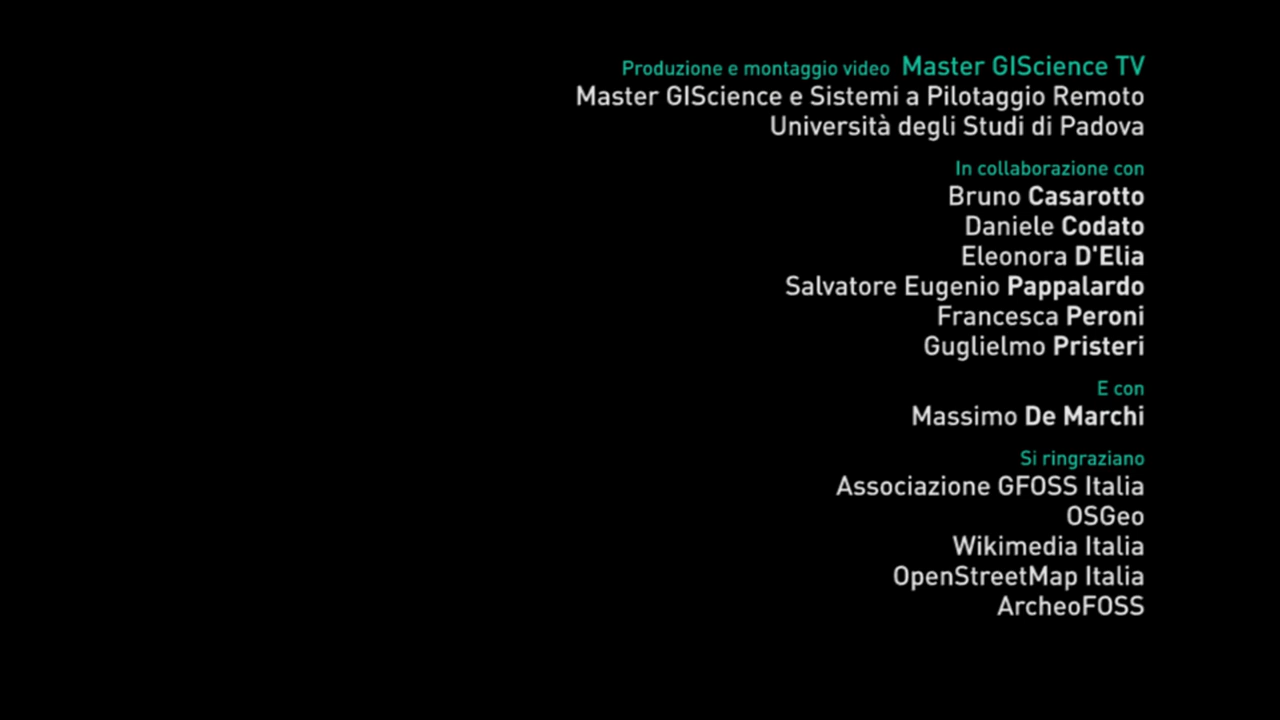 Produzione e montaggio video Master GIScience TV
Master GIScience e Sistemi a Pilotaggio Remoto
Università degli Studi di Padova
In collaborazione con
Bruno Casarotto
Daniele Codato
Eleonora D'Elia
Salvatore Eugenio Pappalardo
Francesca Peroni
Guglielmo Pristeri
E con
Massimo De Marchi
Si ringraziano
Associazione GFOSS Italia
OSGeo
Wikimedia Italia
OpenStreetMap Italia
ArcheoFOSS